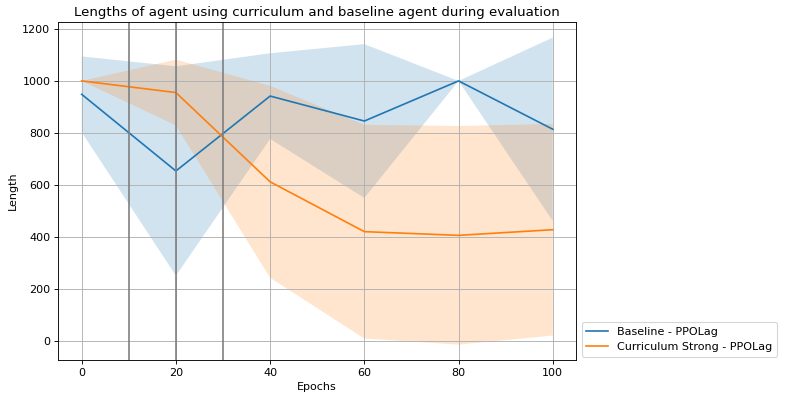 Lengths of agent using curriculum and baseline agent during evaluation
1200
1000
800
600
400
200
0
Length
0 20 40 60 80 100
Epochs
Baseline - PPOLag
Curriculum Strong - PPOLag